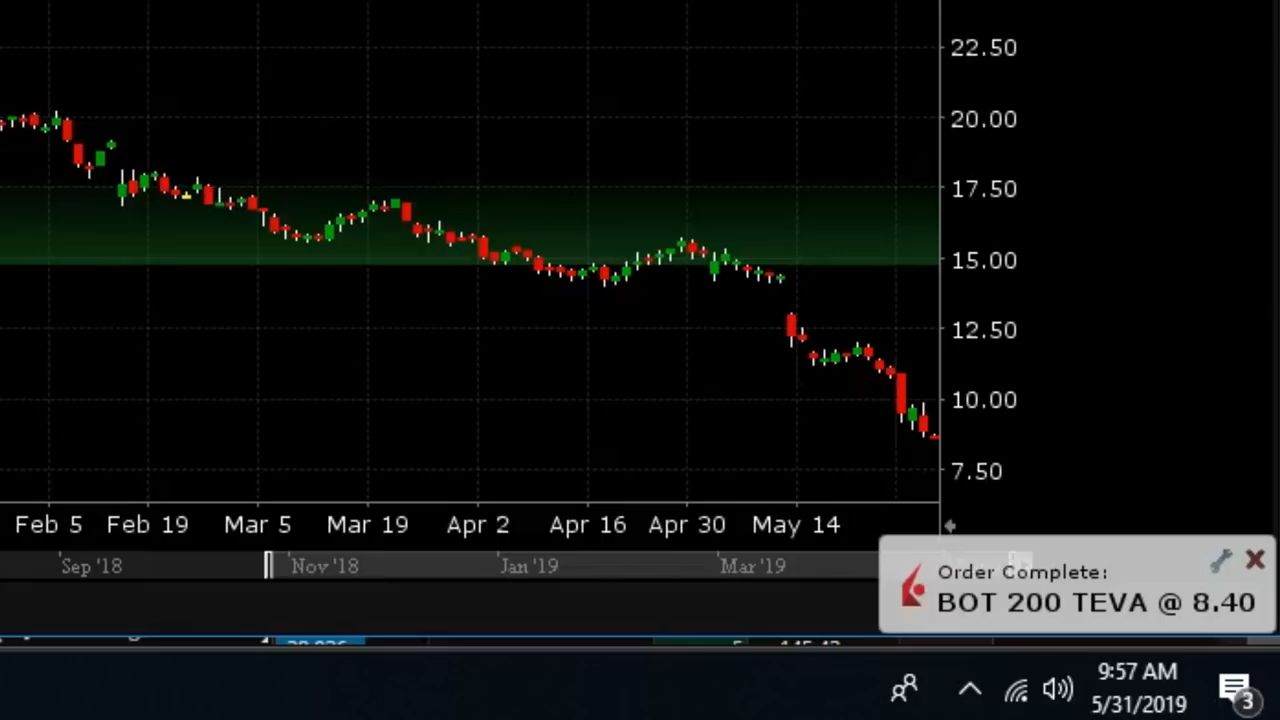 22.50
20.00
17.50
15.00
12.50
10.00
7.50
Feb 5 Feb 19 Mar 5 Mar 19 Apr 2 Apr 16 Apr 30 May 14
Sep '18 Nov '18 Jan '19 Mar '19
Order Complete:
BOT 200 TEVA @ 8.40
9:57 AM
5/31/2019
3